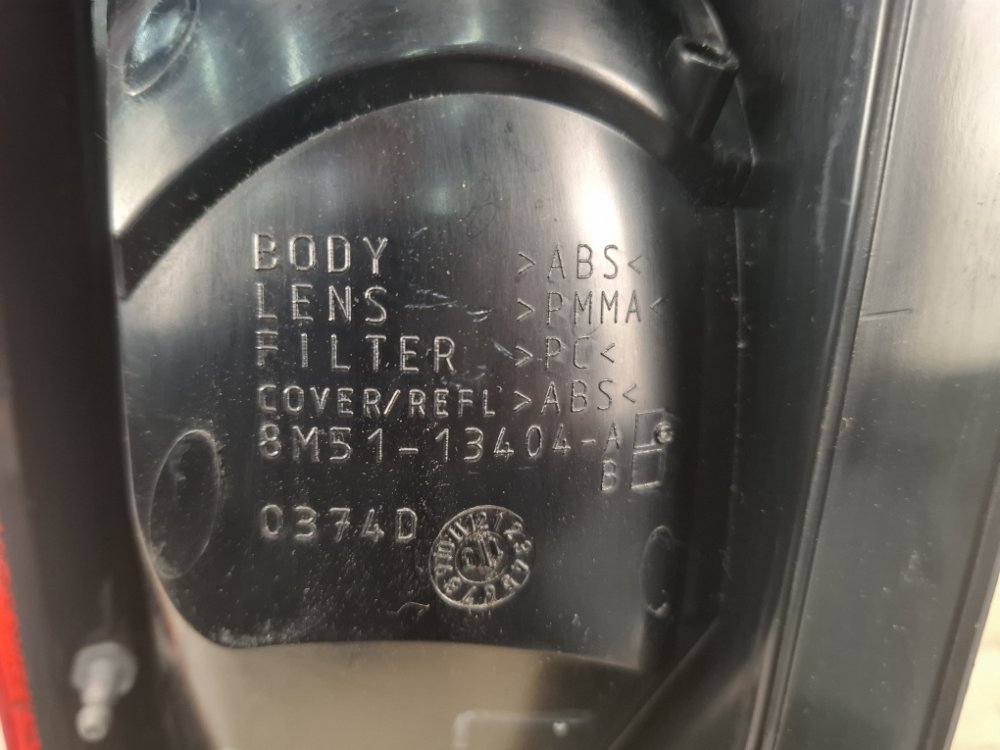 BODY >ABS<
LENS >PMMA<
FILTER >PC<
COVER/REFL >ABS<
8M51-13404-A
B
0374D